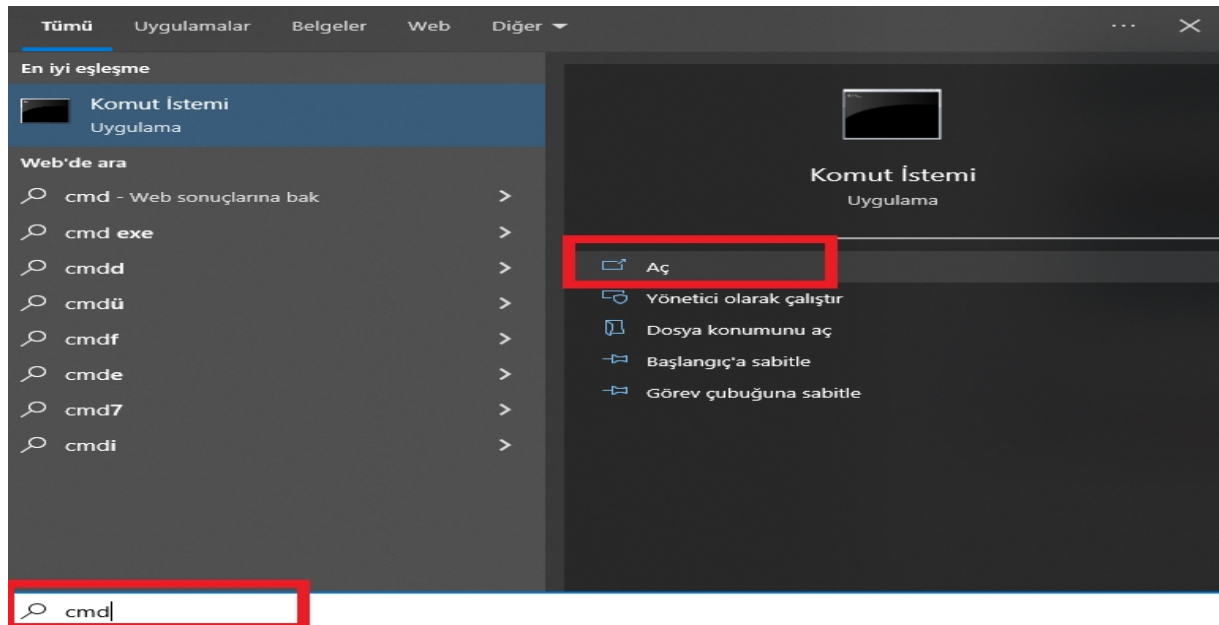 Tümü Uygulamalar Belgeler Web Diğer
En iyi eşleşme
Komut İstemi
Uygulama
Web'de ara
cmd - Web sonuçlarına bak
cmd exe
cmdd
cmdü
cmdf
cmde
cmd7
cmdi
Komut İstemi
Uygulama
Aç
Yönetici olarak çalıştır
Dosya konumunu aç
Başlangıç'a sabitle
Görev çubuğuna sabitle
cmd